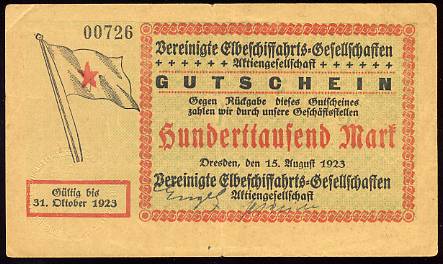 00726
Vereinigte Elbeschiffahrts-Gesellschaften
Aktiengesellschaft
GUTSCHEIN
Gegen Rückgabe dieses Gutscheines
zahlen wir durch unsere Geschäftsstellen
Hunderttausend Mark
Dresden, den 15. August 1923
Vereinigte Elbeschiffahrts-Gesellschaften
Aktiengesellschaft
Engel
Gültig bis
31. Oktober 1923